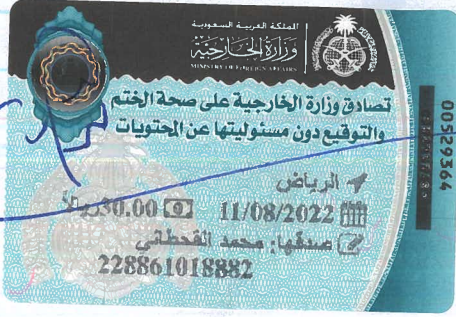 المملكة العربية السعودية
وزارة الخارجية
MINISTRY OF FOREIGN AFFAIRS
تصادق وزارة الخارجية على صحة الختم
والتوقيع دون مسئوليتها عن المحتويات
الرياض
11/08/2022
30.00 ريال
صدقها: محمد القحطاني
228861018882
00529364